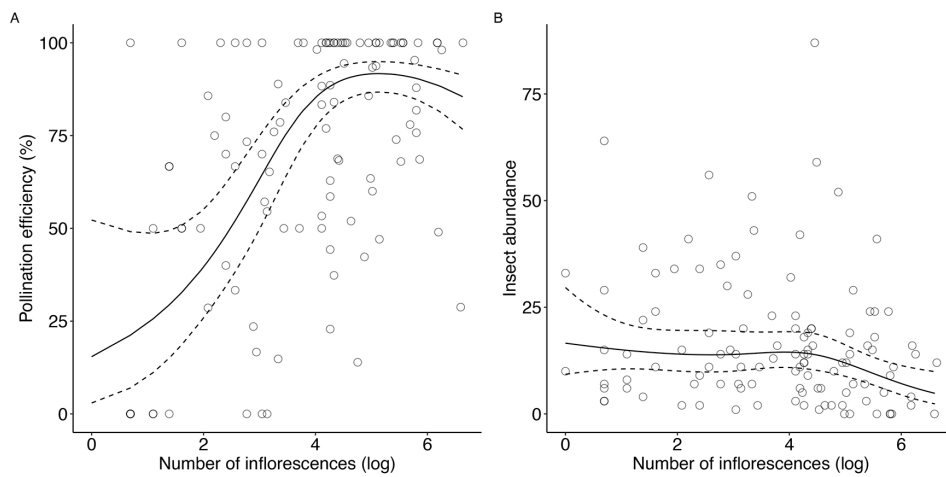 A
100
75
50
25
0
Pollination efficiency (%)
0
2
4
6
Number of inflorescences (log)
B
75
50
25
0
Insect abundance
0
2
4
6
Number of inflorescences (log)